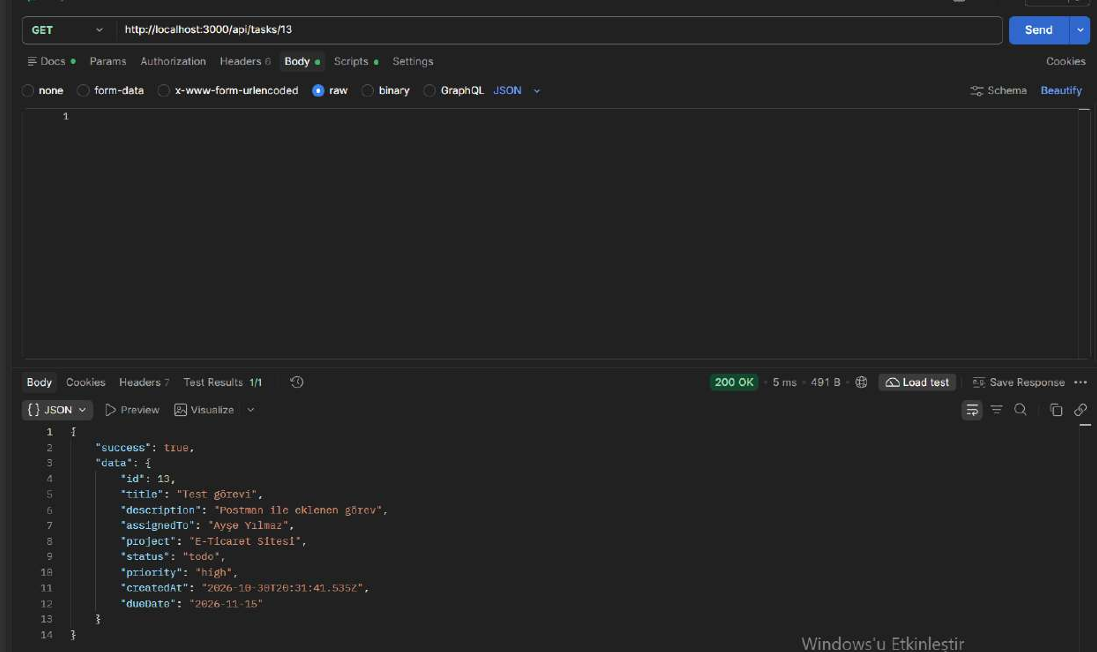 GET http://localhost:3000/api/tasks/13 Send
Docs Params Authorization Headers 6 Body Scripts Settings Cookies
none form-data x-www-form-urlencoded raw binary GraphQL JSON Schema Beautify
1
Body Cookies Headers 7 Test Results 1/1 200 OK 5 ms 491 B Load test Save Response
{} JSON Preview Visualize
1 {
2 "success": true,
3 "data": {
4 "id": 13,
5 "title": "Test görevi",
6 "description": "Postman ile eklenen görev",
7 "assignedTo": "Ayşe Yılmaz",
8 "project": "E-Ticaret Sitesi",
9 "status": "todo",
10 "priority": "high",
11 "createdAt": "2026-10-30T20:31:41.535Z",
12 "dueDate": "2026-11-15"
13 }
14 }
Windows'u Etkinleştir